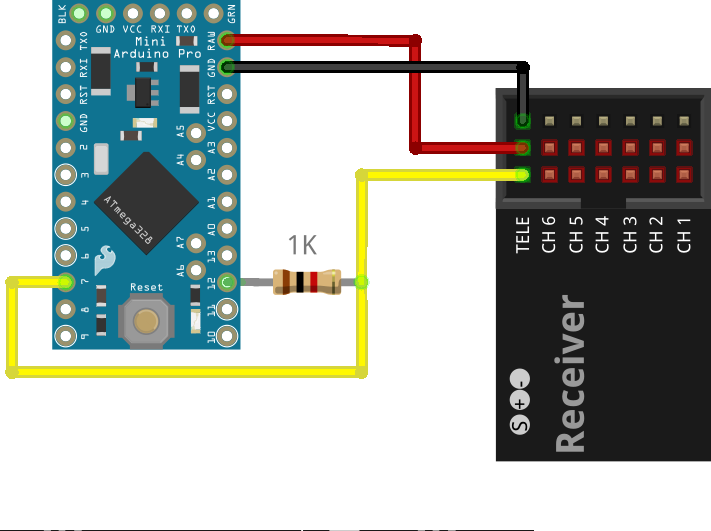 BLK
GND VCC RXI TXO
GRN
Mini
Arduino Pro
TXO
RXI
RST
GND
2
3
4
5
6
7
8
9
RAW
GND
RST
VCC
A3
A2
A1
A0
13
12
11
10
A5
A4
A7
A6
ATmega328
Reset
1K
TELE
CH 6
CH 5
CH 4
CH 3
CH 2
CH 1
S + -
Receiver